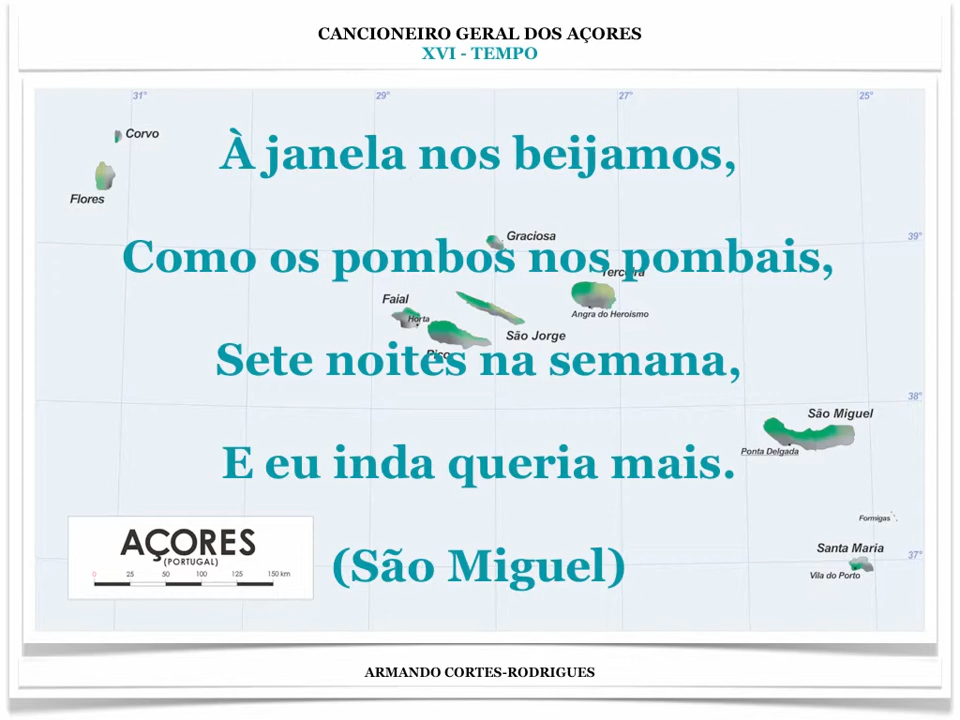 CANCIONEIRO GERAL DOS AÇORES
XVI - TEMPO
31° 29° 27° 25°
Corvo
À janela nos beijamos,
Flores
Graciosa
39°
Como os pombos nos pombais,
Terceira
Faial
Horta
Angra do Heroísmo
São Jorge
Pico
Sete noites na semana,
38°
São Miguel
Ponta Delgada
E eu inda queria mais.
Formigas
AÇORES
(PORTUGAL)
0 25 50 100 125 150 km
Santa Maria
37°
Vila do Porto
(São Miguel)
ARMANDO CORTES-RODRIGUES